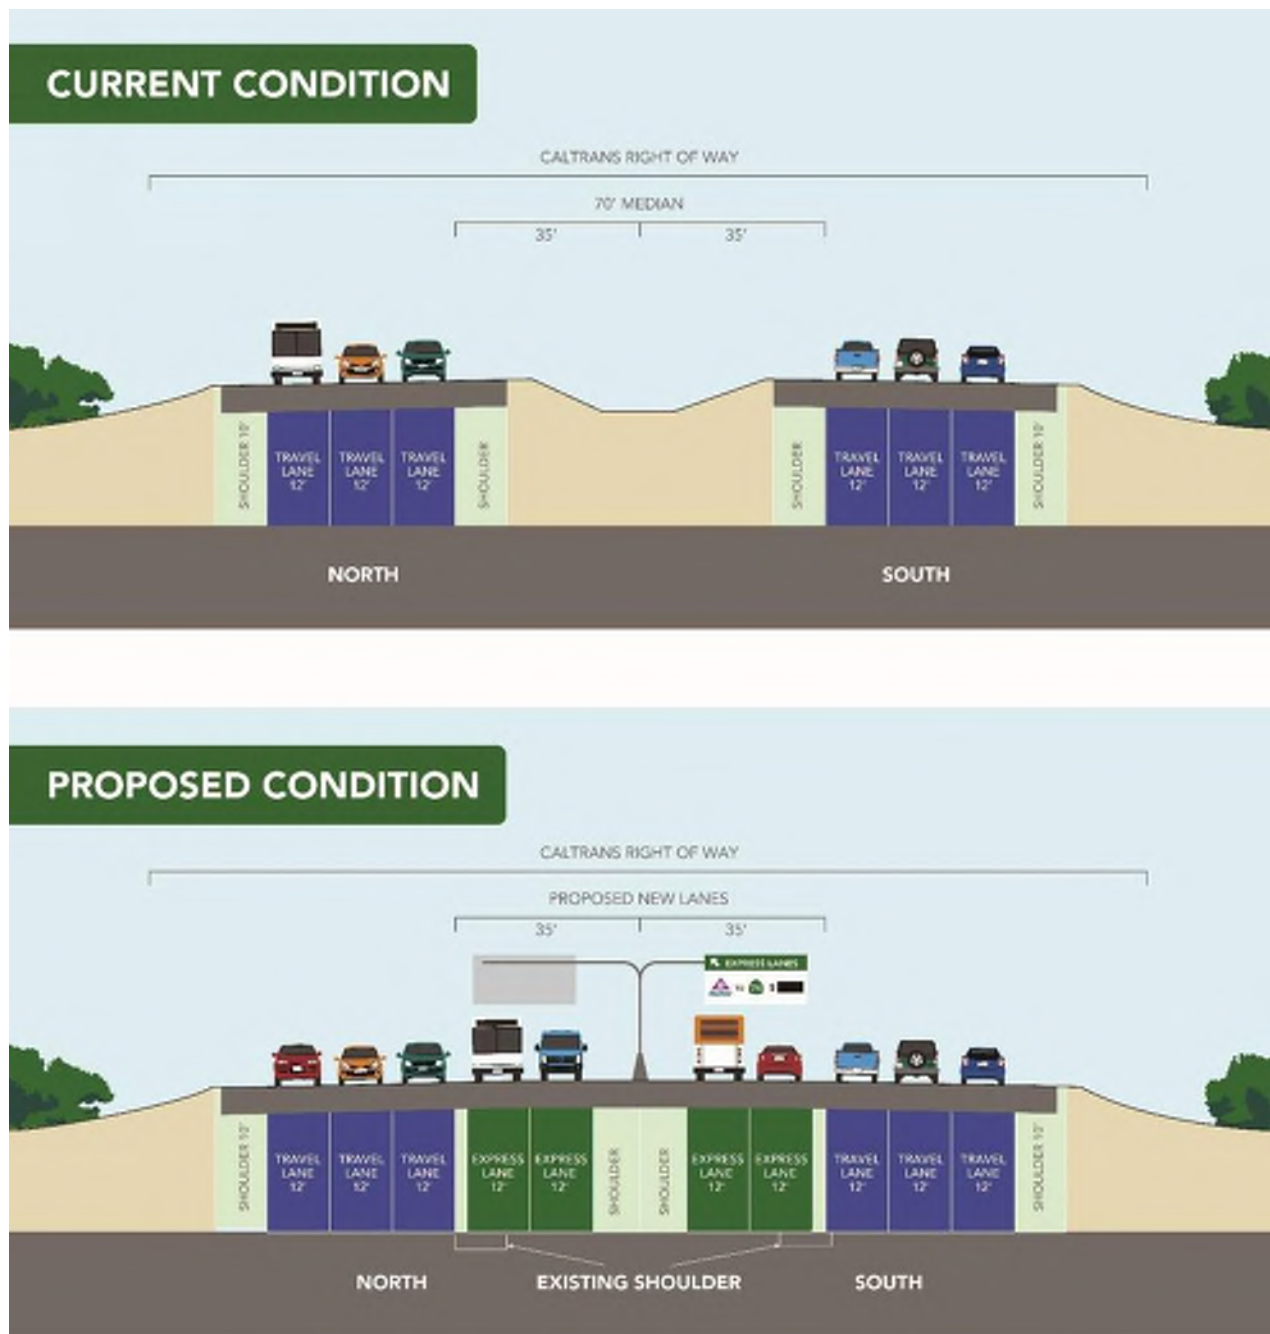 CURRENT CONDITION
CALTRANS RIGHT OF WAY
70' MEDIAN
35' 35'
SHOULDER 10'
TRAVEL
LANE
12'
TRAVEL
LANE
12'
TRAVEL
LANE
12'
SHOULDER
SHOULDER
TRAVEL
LANE
12'
TRAVEL
LANE
12'
TRAVEL
LANE
12'
SHOULDER 10'
NORTH SOUTH
PROPOSED CONDITION
CALTRANS RIGHT OF WAY
PROPOSED NEW LANES
35' 35'
EXPRESS LANES
SHOULDER 10'
TRAVEL
LANE
12'
TRAVEL
LANE
12'
TRAVEL
LANE
12'
EXPRESS
LANE
12'
EXPRESS
LANE
12'
SHOULDER
SHOULDER
EXPRESS
LANE
12'
EXPRESS
LANE
12'
TRAVEL
LANE
12'
TRAVEL
LANE
12'
TRAVEL
LANE
12'
SHOULDER 10'
NORTH EXISTING SHOULDER SOUTH